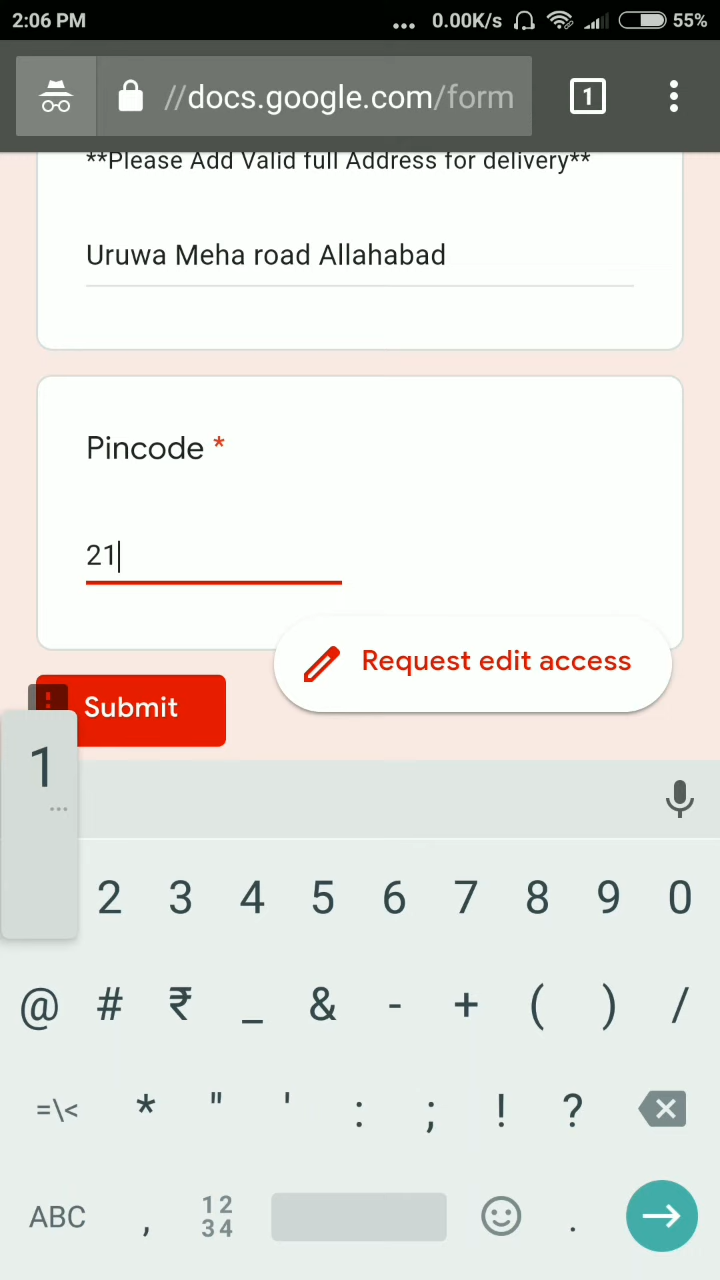 2:06 PM ... 0.00K/s 55%
//docs.google.com/form 1
**Please Add Valid full Address for delivery**
Uruwa Meha road Allahabad
Pincode *
21
Request edit access
! Submit
1
...
2 3 4 5 6 7 8 9 0
@ # ₹ _ & - + ( ) /
=\< * " ' : ; ! ?
ABC , 12 34 .